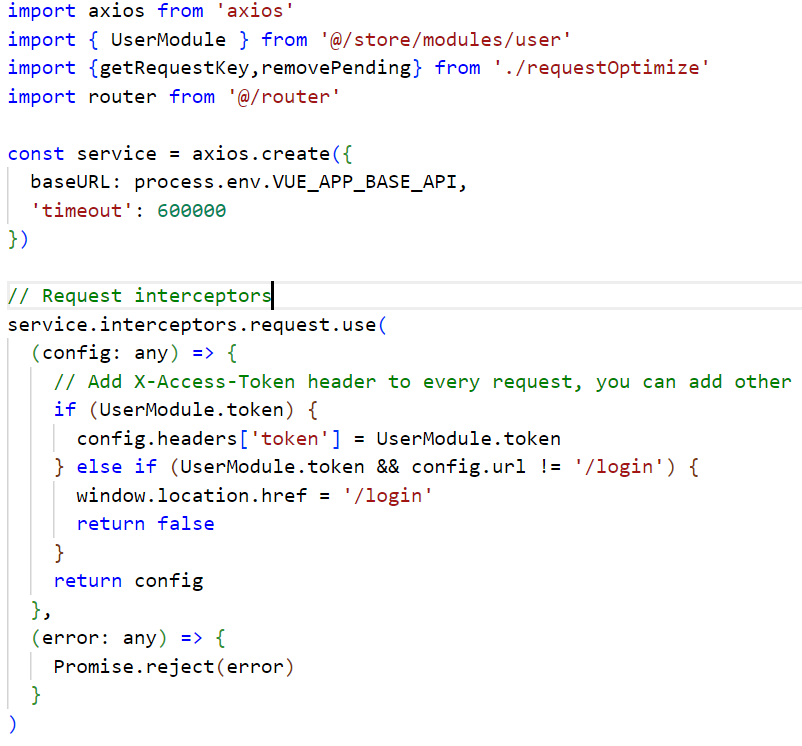 import axios from 'axios'
import { UserModule } from '@/store/modules/user'
import {getRequestKey,removePending} from './requestOptimize'
import router from '@/router'
const service = axios.create({
baseURL: process.env.VUE_APP_BASE_API,
'timeout': 600000
})
// Request interceptors
service.interceptors.request.use(
(config: any) => {
// Add X-Access-Token header to every request, you can add other
if (UserModule.token) {
config.headers['token'] = UserModule.token
} else if (UserModule.token && config.url != '/login') {
window.location.href = '/login'
return false
}
return config
},
(error: any) => {
Promise.reject(error)
}
)